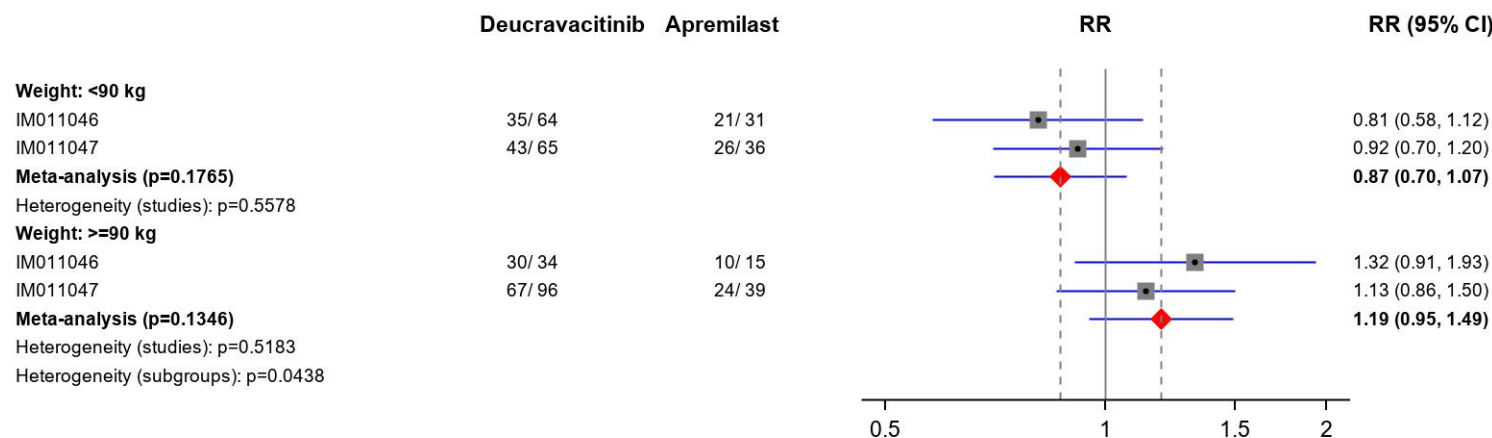 Deucravacitinib Apremilast RR RR (95% CI)
Weight: <90 kg
IM011046 35/ 64 21/ 31 0.81 (0.58, 1.12)
IM011047 43/ 65 26/ 36 0.92 (0.70, 1.20)
Meta-analysis (p=0.1765) 0.87 (0.70, 1.07)
Heterogeneity (studies): p=0.5578
Weight: >=90 kg
IM011046 30/ 34 10/ 15 1.32 (0.91, 1.93)
IM011047 67/ 96 24/ 39 1.13 (0.86, 1.50)
Meta-analysis (p=0.1346) 1.19 (0.95, 1.49)
Heterogeneity (studies): p=0.5183
Heterogeneity (subgroups): p=0.0438
0.5 1 1.5 2